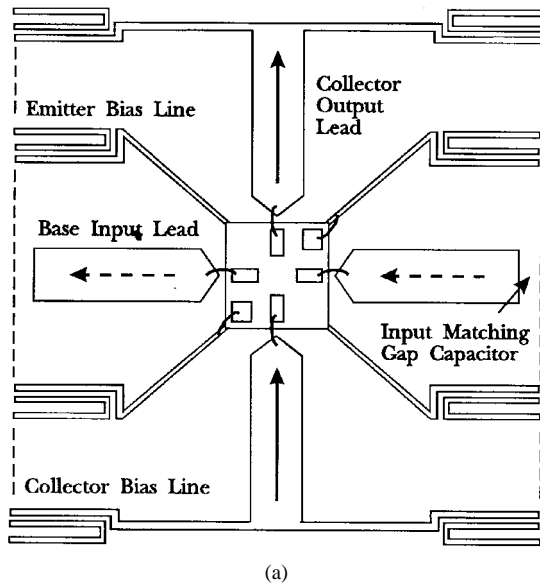 Emitter Bias Line
Collector
Output
Lead
Base Input Lead
Input Matching
Gap Capacitor
Collector Bias Line
(a)